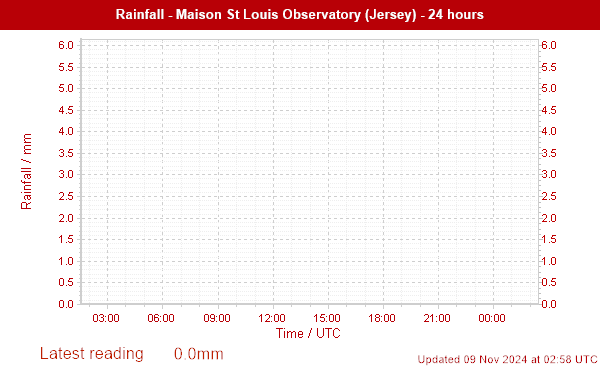 Rainfall - Maison St Louis Observatory (Jersey) - 24 hours
6.0 6.0
5.5 5.5
5.0 5.0
4.5 4.5
4.0 4.0
3.5 3.5
Rainfall / mm
3.0 3.0
2.5 2.5
2.0 2.0
1.5 1.5
1.0 1.0
0.5 0.5
0.0 0.0
03:00 06:00 09:00 12:00 15:00 18:00 21:00 00:00
Time / UTC
Latest reading 0.0mm
Updated 09 Nov 2024 at 02:58 UTC